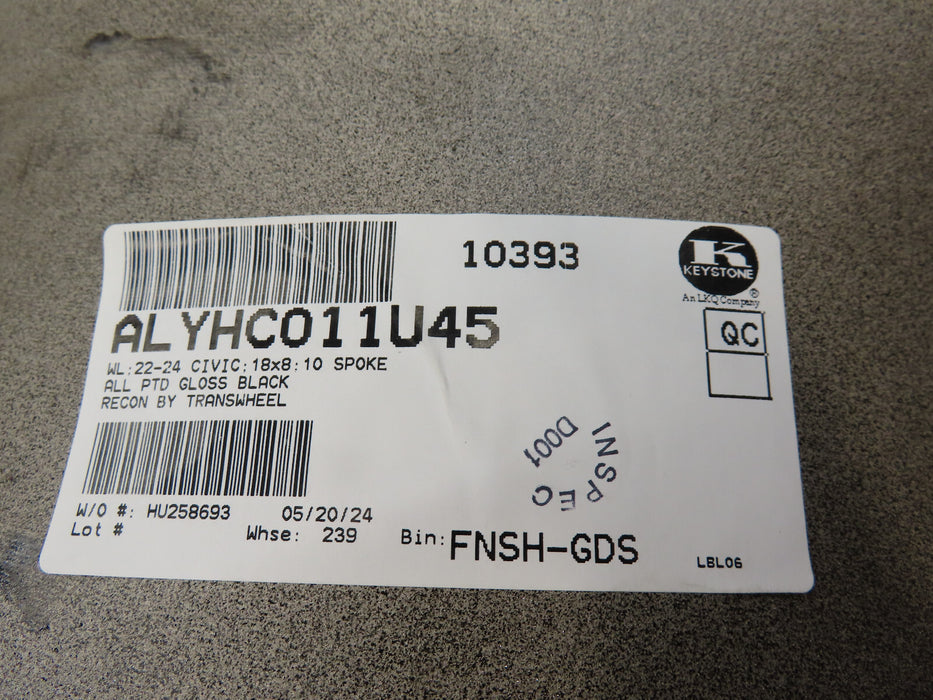 10393
K
KEYSTONE
®
An LKQ Company
ALYHC011U45
QC
WL:22-24 CIVIC:18x8:10 SPOKE
ALL PTD GLOSS BLACK
RECON BY TRANSWHEEL
INSPEC
D001
W/O #: HU258693 05/20/24
Lot # Whse: 239 Bin: FNSH-GDS
LBL06